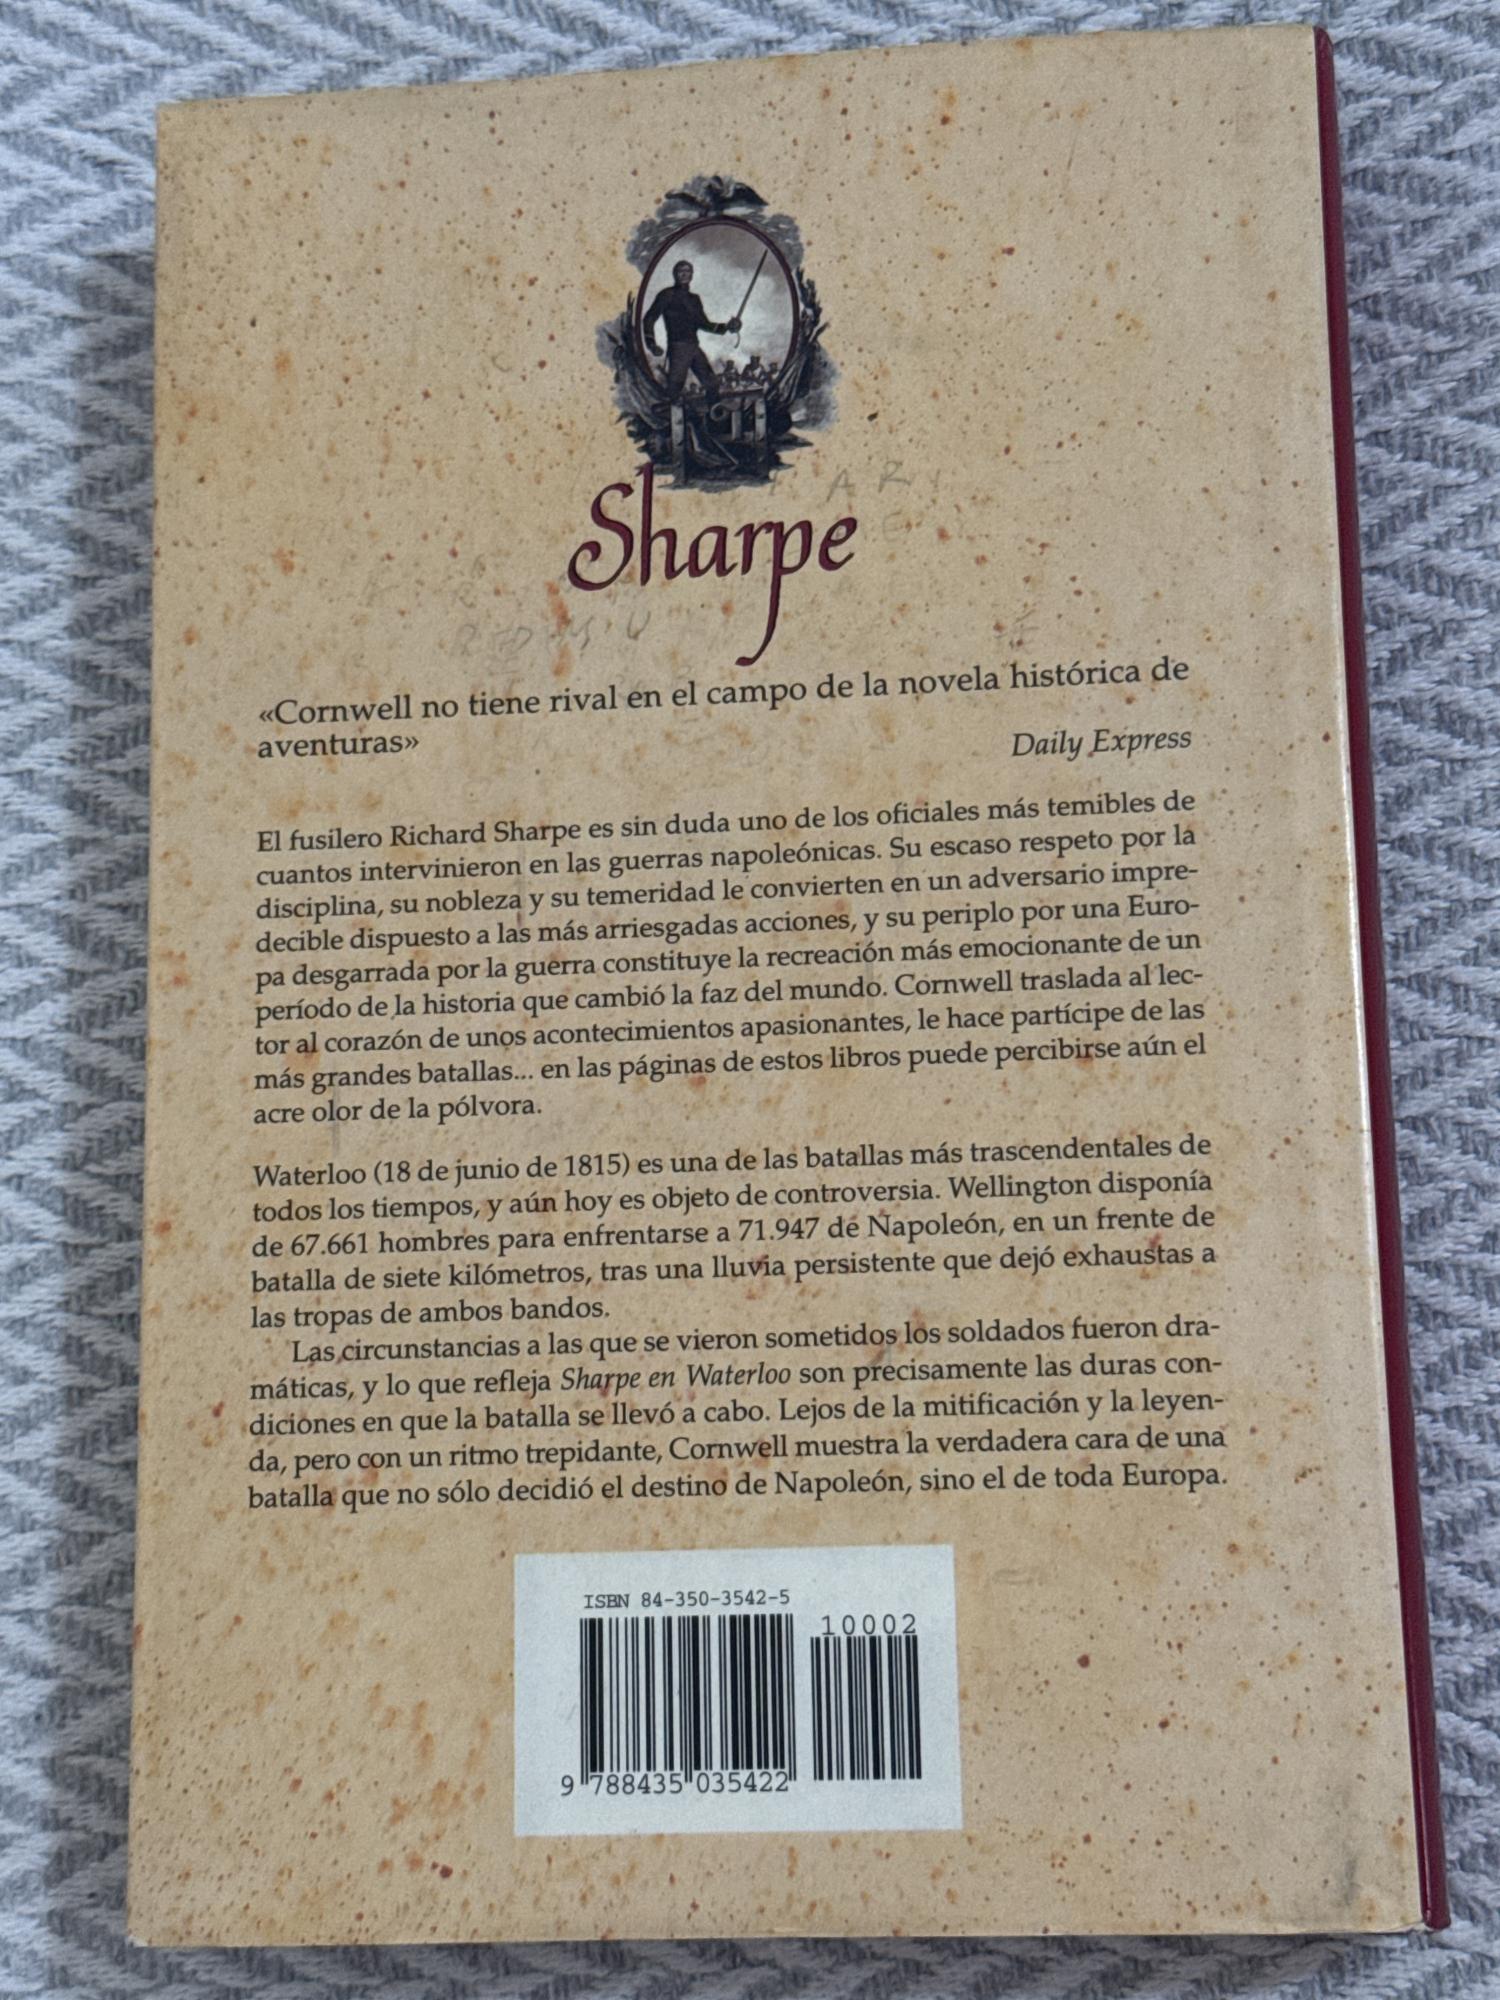 Sharpe
«Cornwell no tiene rival en el campo de la novela histórica de
aventuras»
Daily Express
El fusilero Richard Sharpe es sin duda uno de los oficiales más temibles de
cuantos intervinieron en las guerras napoleónicas. Su escaso respeto por la
disciplina, su nobleza y su temeridad le convierten en un adversario impre-
decible dispuesto a las más arriesgadas acciones, y su periplo por una Euro-
pa desgarrada por la guerra constituye la recreación más emocionante de un
período de la historia que cambió la faz del mundo. Cornwell traslada al lec-
tor al corazón de unos acontecimientos apasionantes, le hace partícipe de las
más grandes batallas... en las páginas de estos libros puede percibirse aún el
acre olor de la pólvora.
Waterloo (18 de junio de 1815) es una de las batallas más trascendentales de
todos los tiempos, y aún hoy es objeto de controversia. Wellington disponía
de 67.661 hombres para enfrentarse a 71.947 de Napoleón, en un frente de
batalla de siete kilómetros, tras una lluvia persistente que dejó exhaustas a
las tropas de ambos bandos.
Las circunstancias a las que se vieron sometidos los soldados fueron dra-
máticas, y lo que refleja Sharpe en Waterloo son precisamente las duras con-
diciones en que la batalla se llevó a cabo. Lejos de la mitificación y la leyen-
da, pero con un ritmo trepidante, Cornwell muestra la verdadera cara de una
batalla que no sólo decidió el destino de Napoleón, sino el de toda Europa.
ISBN 84-350-3542-5
10002
9 788435 035422